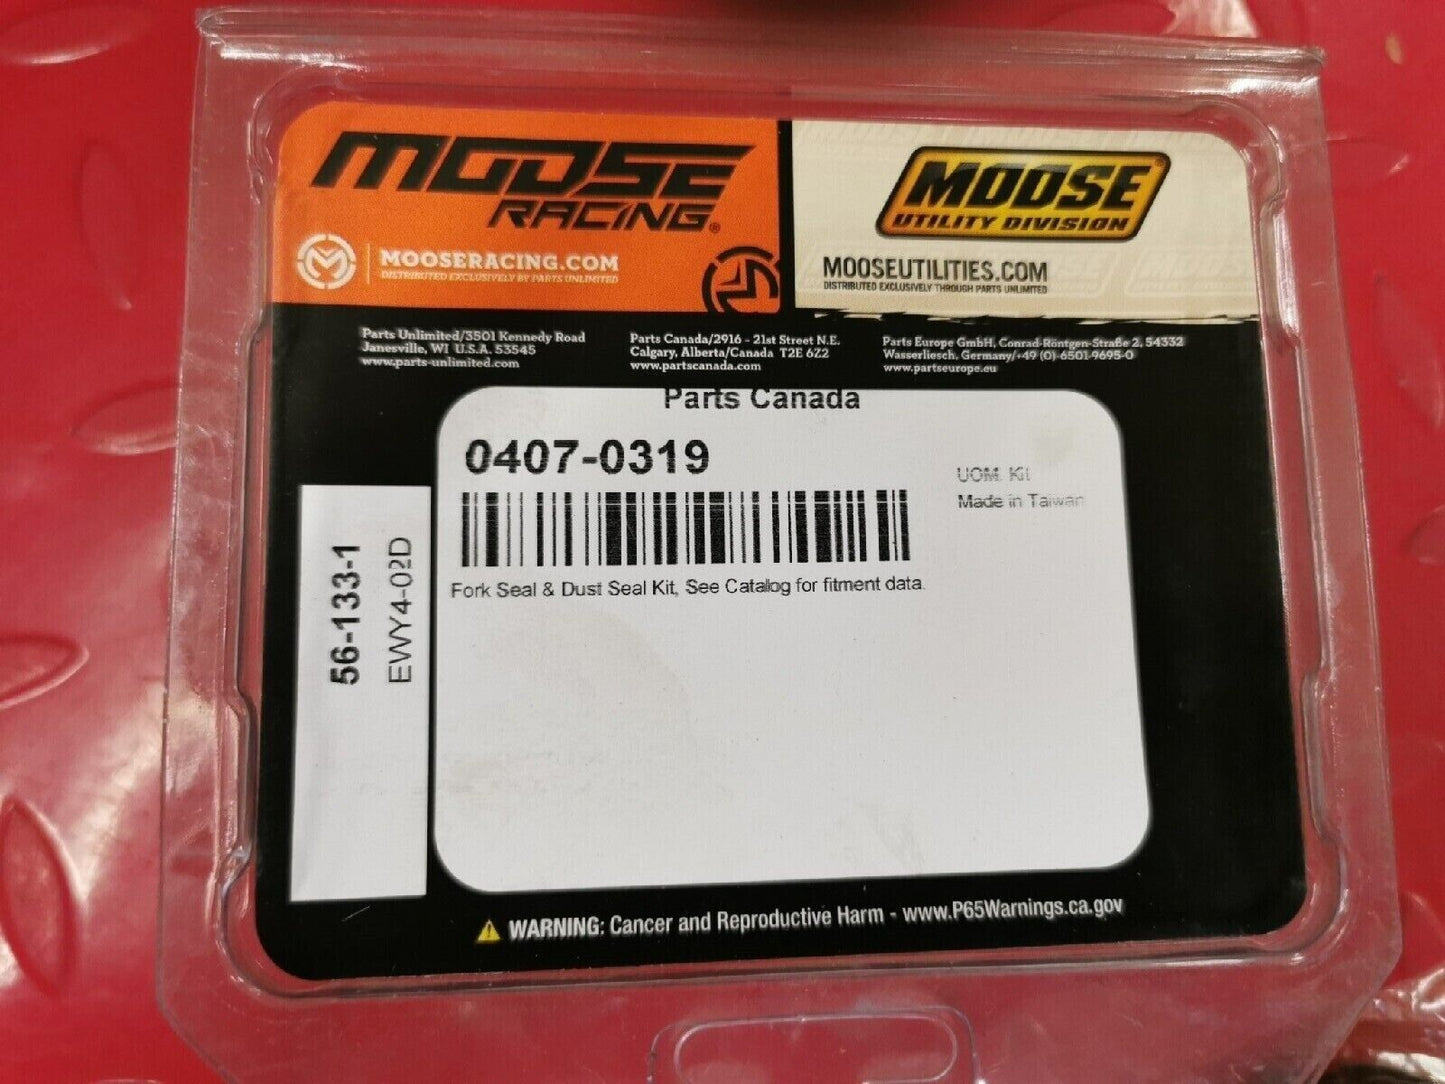 MOOSE
RACING®
MOOSERACING.COM
DISTRIBUTED EXCLUSIVELY BY PARTS UNLIMITED
MOOSE®
UTILITY DIVISION
MOOSEUTILITIES.COM
DISTRIBUTED EXCLUSIVELY THROUGH PARTS UNLIMITED
Parts Unlimited/3501 Kennedy Road
Janesville, WI U.S.A. 53545
www.parts-unlimited.com
Parts Canada/2916 - 21st Street N.E.
Calgary, Alberta/Canada T2E 6Z2
www.partscanada.com
Parts Europe GmbH, Conrad-Röntgen-Straße 2, 54332
Wasserliesch, Germany/+49 (0)-6501-9695-0
www.partseurope.eu
Parts Canada
0407-0319
UOM: Kit
Made in Taiwan
Fork Seal & Dust Seal Kit, See Catalog for fitment data.
56-133-1
EWY4-02D
WARNING: Cancer and Reproductive Harm - www.P65Warnings.ca.gov